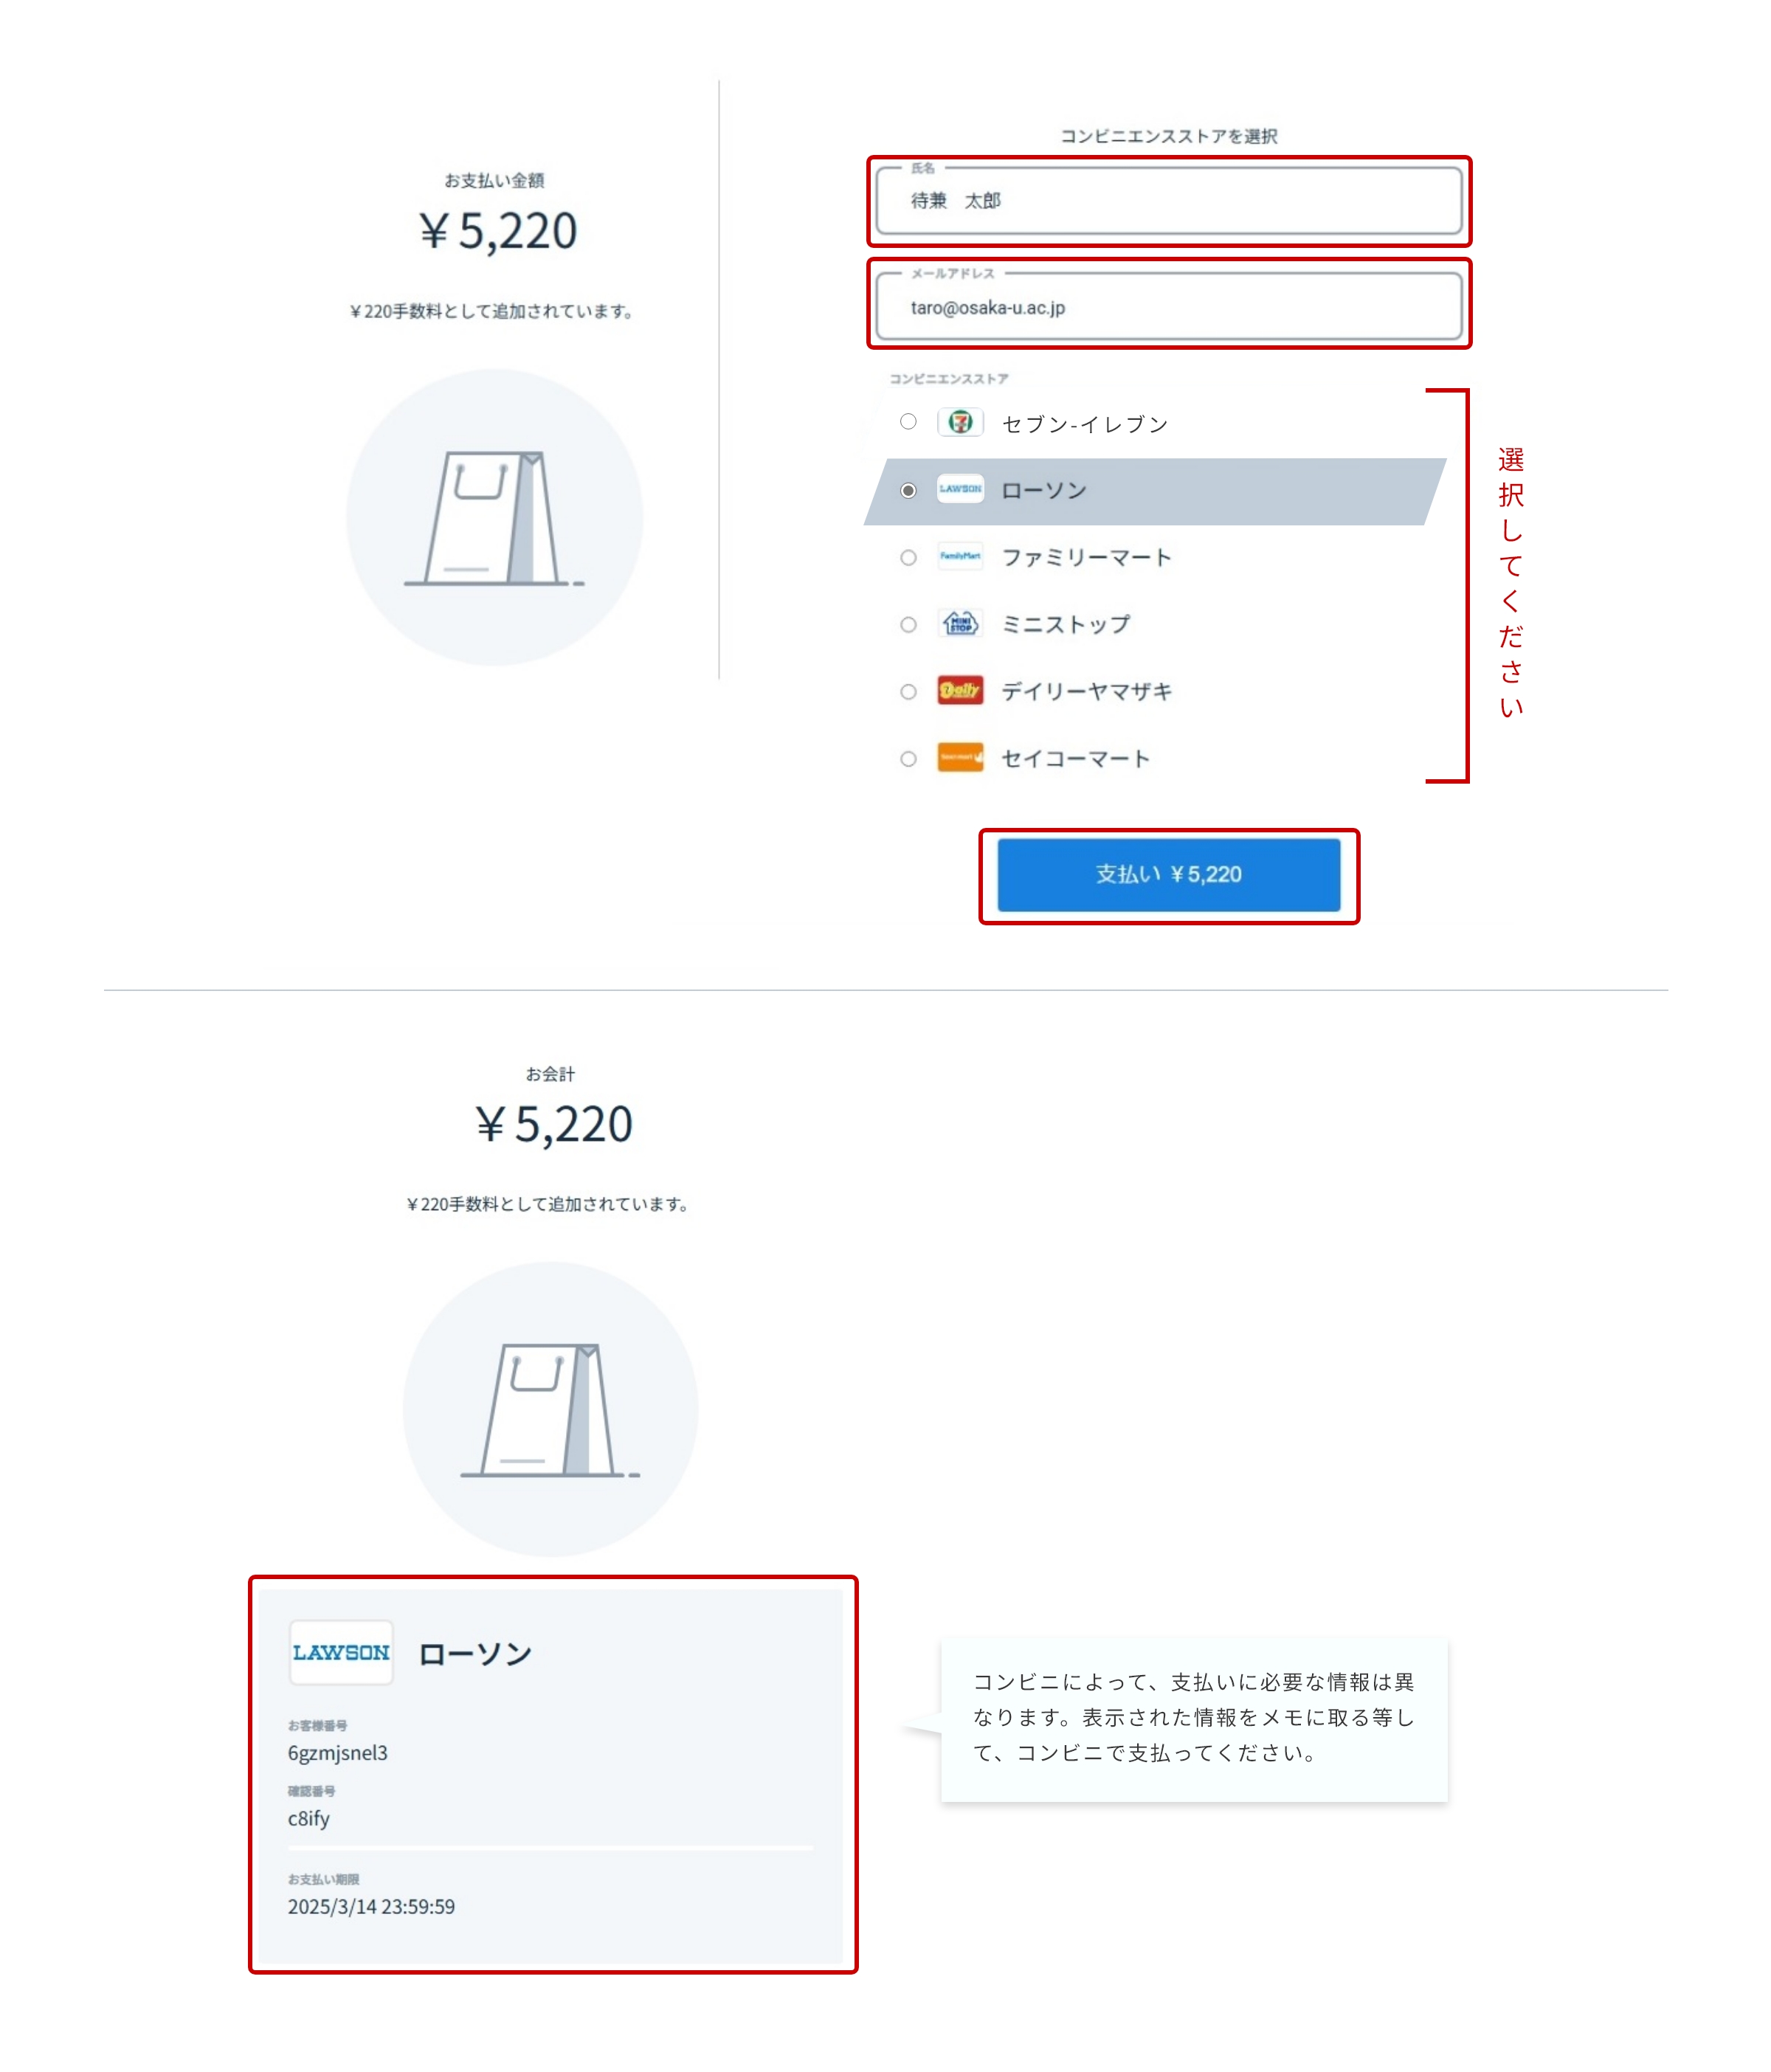 お支払い金額
￥5,220
￥220手数料として追加されています。
コンビニエンスストアを選択
氏名
待兼　太郎
メールアドレス
taro@osaka-u.ac.jp
コンビニエンスストア
7 セブン-イレブン
LAWSON ローソン
FamilyMart ファミリーマート
MINI STOP ミニストップ
Daily デイリーヤマザキ
セイコーマート
選択してください
支払い ￥5,220
お会計
￥5,220
￥220手数料として追加されています。
LAWSON ローソン
お客様番号
6gzmjsnel3
確認番号
c8ify
お支払い期限
2025/3/14 23:59:59
コンビニによって、支払いに必要な情報は異
なります。表示された情報をメモに取る等し
て、コンビニで支払ってください。